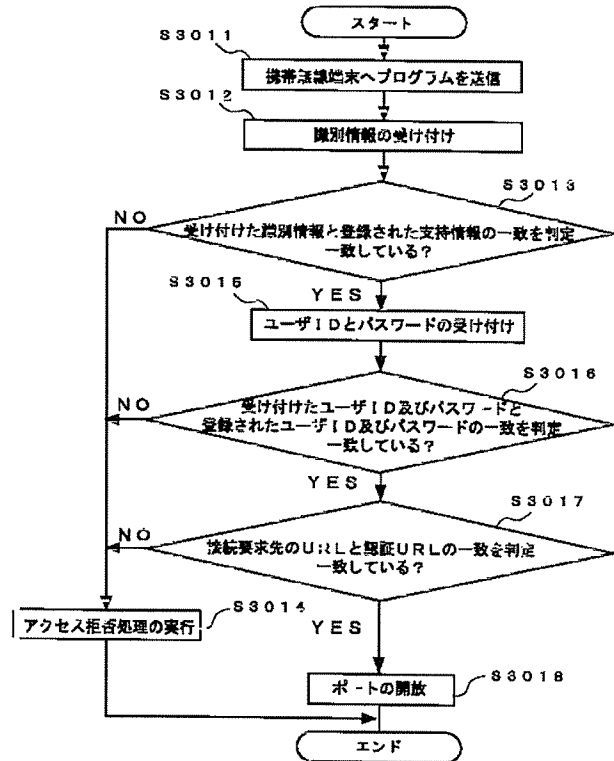 スタート
S3011
携帯無線端末へプログラムを送信
S3012
識別情報の受け付け
S3013
受け付けた識別情報と登録された支持情報の一致を判定
一致している?
NO
YES
S3015
ユーザIDとパスワードの受け付け
S3016
受け付けたユーザID及びパスワードと
登録されたユーザID及びパスワードの一致を判定
一致している?
NO
YES
S3017
接続要求先のURLと認証URLの一致を判定
一致している?
NO
YES
S3014
アクセス拒否処理の実行
S3018
ポートの開放
エンド